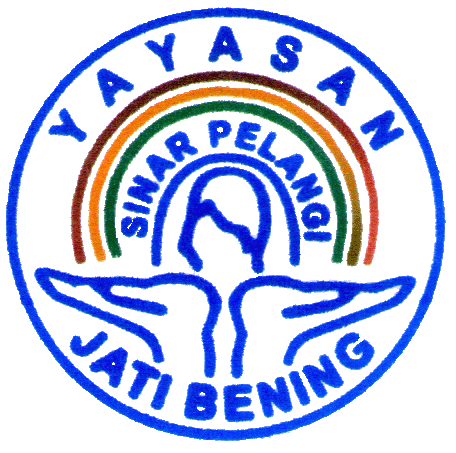 YAYASAN
SINAR PELANGI
JATI BENING